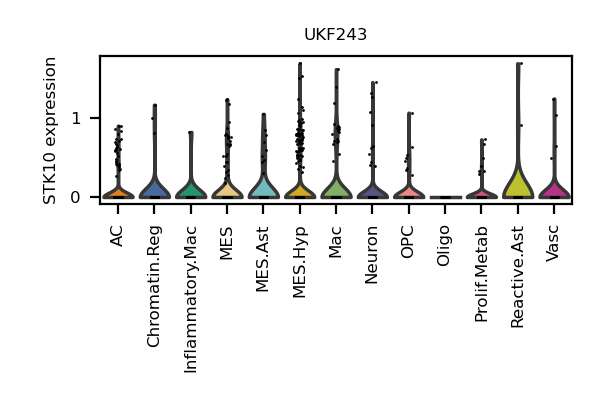 UKF243
STK10 expression
1
0
AC
Chromatin.Reg
Inflammatory.Mac
MES
MES.Ast
MES.Hyp
Mac
Neuron
OPC
Oligo
Prolif.Metab
Reactive.Ast
Vasc